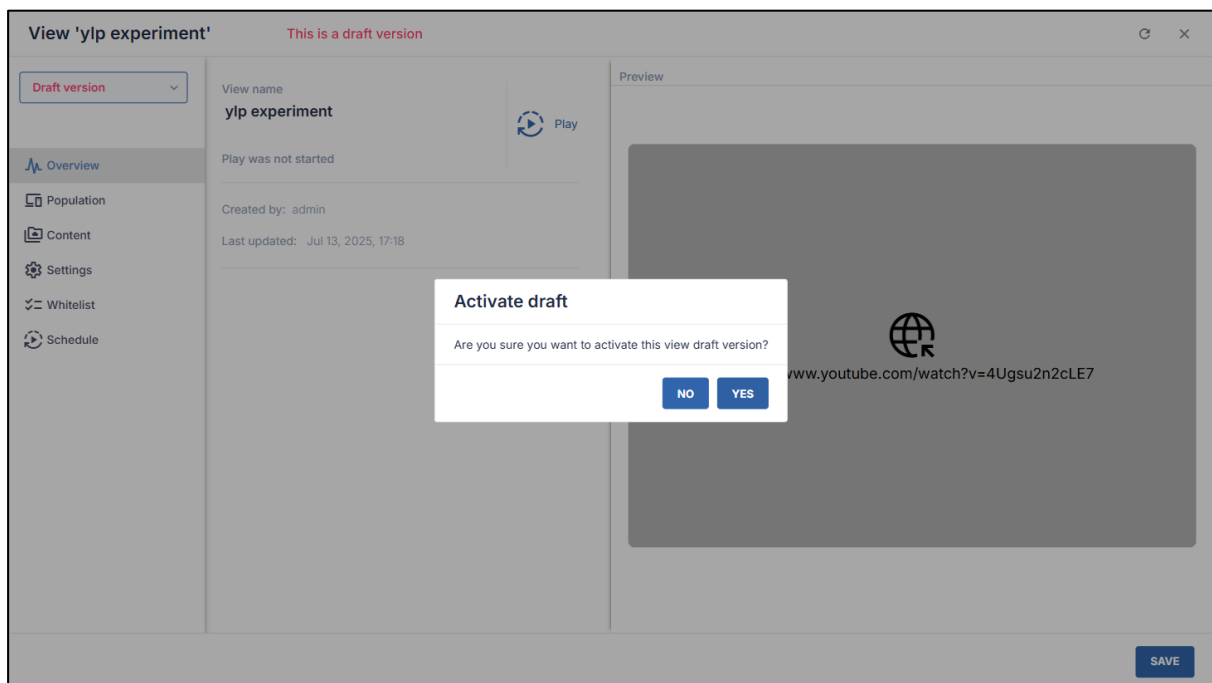 View 'ylp experiment'
This is a draft version
Draft version
Overview
Population
Content
Settings
Whitelist
Schedule
View name
ylp experiment
Play
Play was not started
Created by: admin
Last updated: Jul 13, 2025, 17:18
Preview
www.youtube.com/watch?v=4Ugsu2n2cLE7
Activate draft
Are you sure you want to activate this view draft version?
NO
YES
SAVE